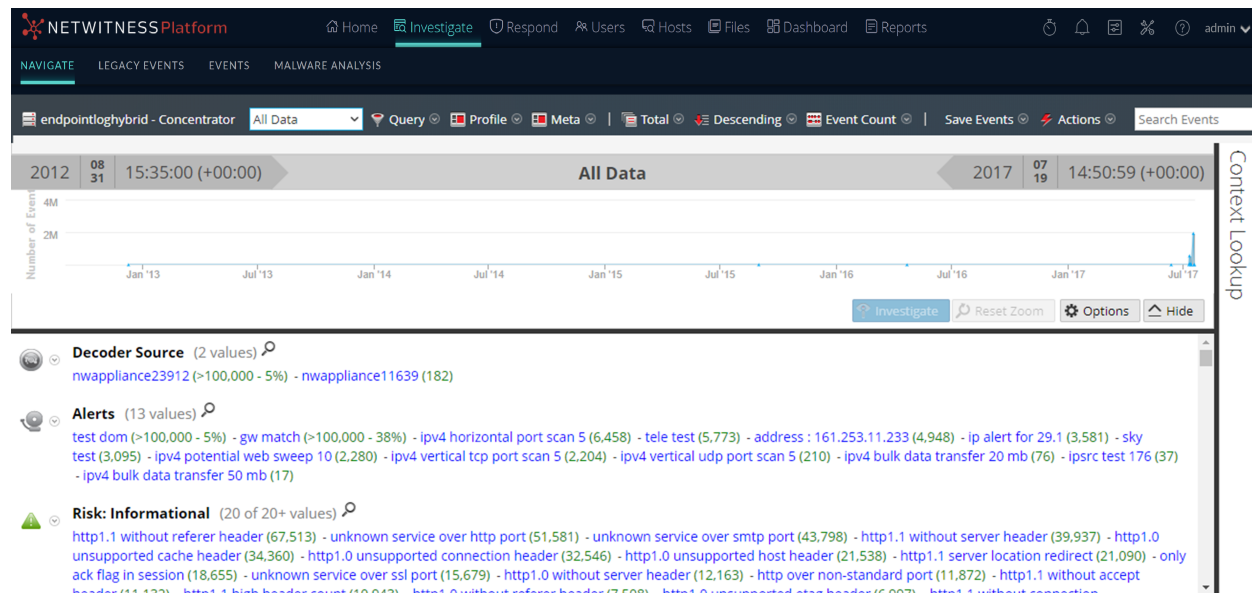 NETWITNESS Platform Home Investigate Respond Users Hosts Files Dashboard Reports admin
NAVIGATE LEGACY EVENTS EVENTS MALWARE ANALYSIS
endpointloghybrid - Concentrator All Data Query Profile Meta | Total Descending Event Count | Save Events Actions Search Events
2012 08 31 15:35:00 (+00:00) All Data 2017 07 19 14:50:59 (+00:00)
Context Lookup
Number of Event
4M
2M
Jan '13 Jul '13 Jan '14 Jul '14 Jan '15 Jul '15 Jan '16 Jul '16 Jan '17 Jul '17
Investigate Reset Zoom Options Hide
Decoder Source (2 values)
nwappliance23912 (>100,000 - 5%) - nwappliance11639 (182)
Alerts (13 values)
test dom (>100,000 - 5%) - gw match (>100,000 - 38%) - ipv4 horizontal port scan 5 (6,458) - tele test (5,773) - address : 161.253.11.233 (4,948) - ip alert for 29.1 (3,581) - sky
test (3,095) - ipv4 potential web sweep 10 (2,280) - ipv4 vertical tcp port scan 5 (2,204) - ipv4 vertical udp port scan 5 (210) - ipv4 bulk data transfer 20 mb (76) - ipsrc test 176 (37)
- ipv4 bulk data transfer 50 mb (17)
Risk: Informational (20 of 20+ values)
http1.1 without referer header (67,513) - unknown service over http port (51,581) - unknown service over smtp port (43,798) - http1.1 without server header (39,937) - http1.0
unsupported cache header (34,360) - http1.0 unsupported connection header (32,546) - http1.0 unsupported host header (21,538) - http1.1 server location redirect (21,090) - only
ack flag in session (18,655) - unknown service over ssl port (15,679) - http1.0 without server header (12,163) - http over non-standard port (11,872) - http1.1 without accept